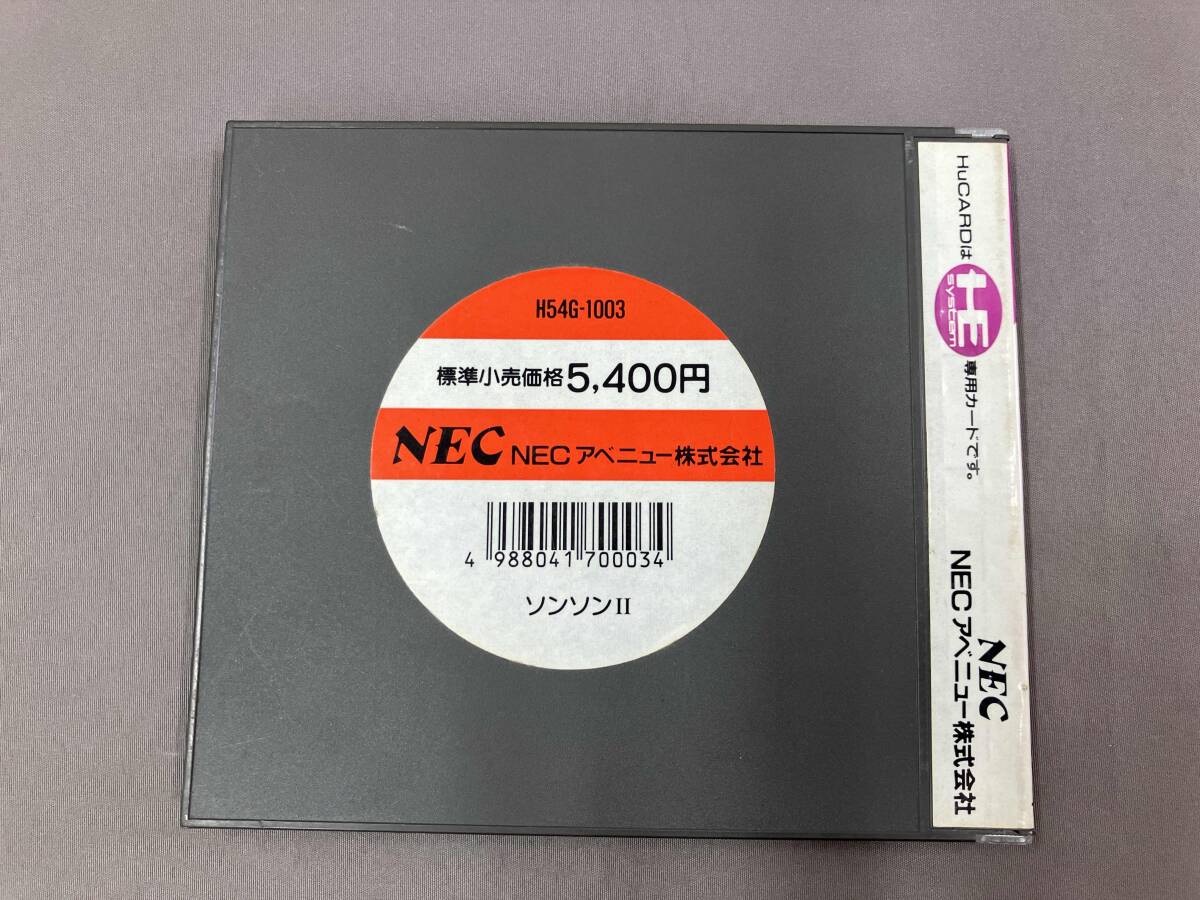 H54G-1003
標準小売価格5,400円
NEC NECアベニュー株式会社
4 988041 700034
ソンソンII
HuCARDは HE system 専用カードです。
NEC
NECアベニュー株式会社